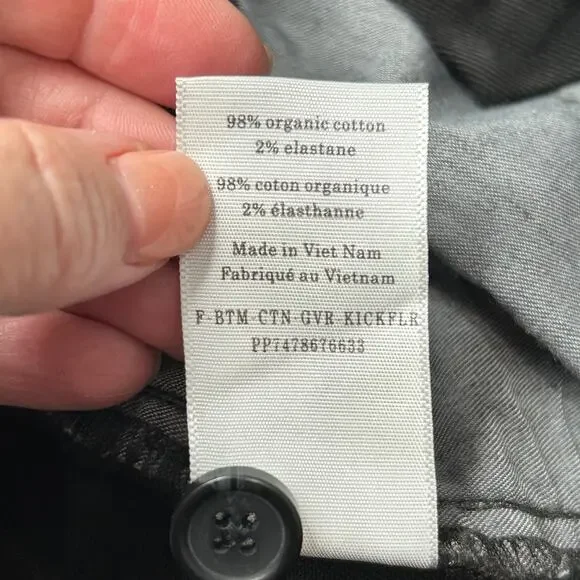 98% organic cotton
2% elastane
98% coton organique
2% élasthanne
Made in Viet Nam
Fabriqué au Vietnam
F BTM CTN GVR KICKFLR
PP7478676633